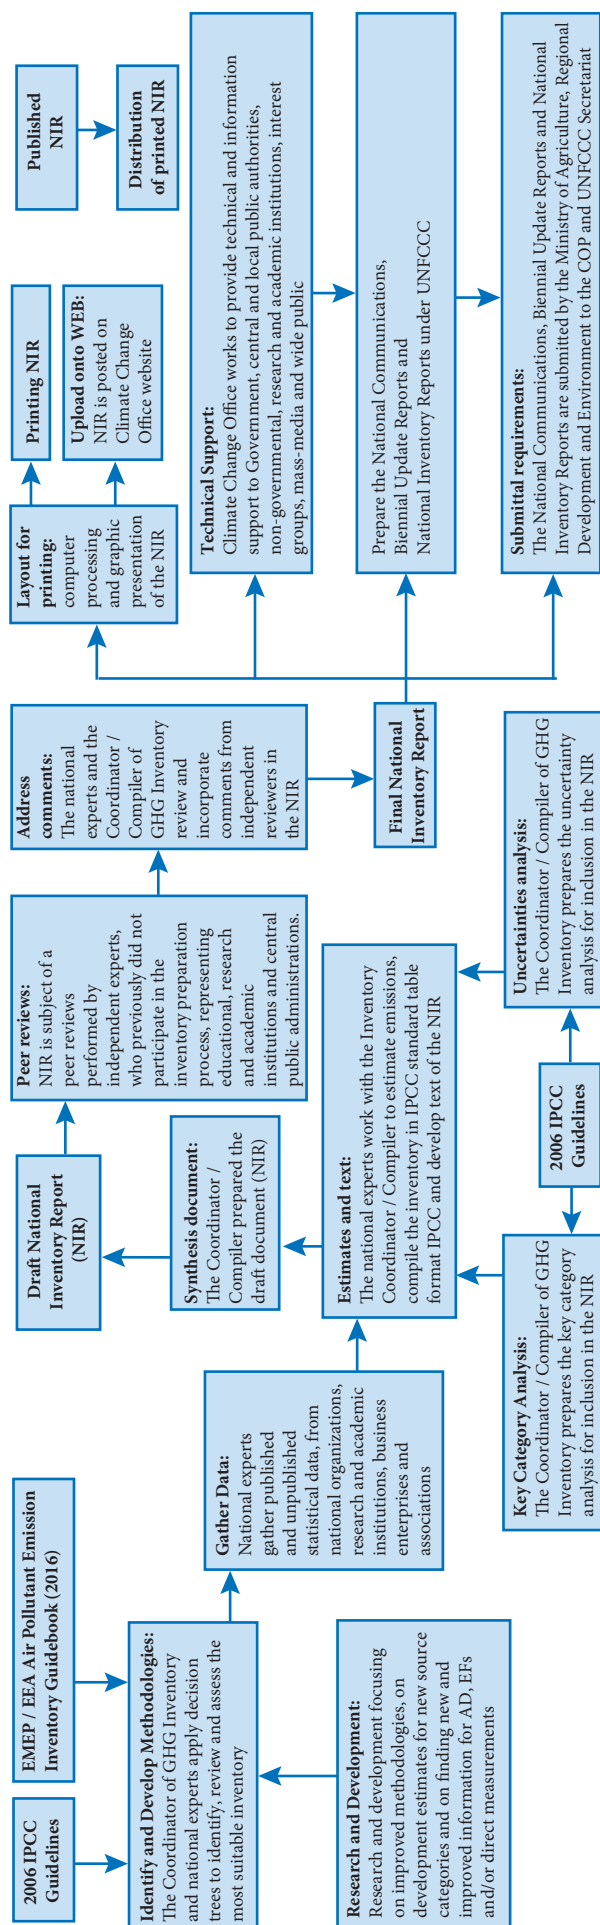 2006 IPCC
Guidelines
EMEP / EEA Air Pollutant Emission
Inventory Guidebook (2016)
Identify and Develop Methodologies:
The Coordinator of GHG Inventory
and national experts apply decision
trees to identify, review and assess the
most suitable inventory
Research and Development:
Research and development focusing
on improved methodologies, on
development estimates for new source
categories and on finding new and
improved information for AD, EFs
and/or direct measurements
Gather Data:
National experts
gather published
and unpublished
statistical data, from
national organizations,
research and academic
institutions, business
enterprises and
associations
Key Category Analysis:
The Coordinator / Compiler of GHG
Inventory prepares the key category
analysis for inclusion in the NIR
2006 IPCC
Guidelines
Uncertainties analysis:
The Coordinator / Compiler of GHG
Inventory prepares the uncertainty
analysis for inclusion in the NIR
Estimates and text:
The national experts work with the Inventory
Coordinator / Compiler to estimate emissions,
compile the inventory in IPCC standard table
format IPCC and develop text of the NIR
Synthesis document:
The Coordinator /
Compiler prepared the
draft document (NIR)
Draft National
Inventory Report
(NIR)
Peer reviews:
NIR is subject of a
peer reviews
performed by
independent experts,
who previously did not
participate in the
inventory preparation
process, representing
educational, research
and academic
institutions and central
public administrations.
Address
comments:
The national
experts and the
Coordinator /
Compiler of
GHG Inventory
review and
incorporate
comments from
independent
reviewers in
the NIR
Final National
Inventory Report
Layout for
printing:
computer
processing
and graphic
presentation
of the NIR
Printing NIR
Upload onto WEB:
NIR is posted on
Climate Change
Office website
Published
NIR
Distribution
of printed NIR
Technical Support:
Climate Change Office works to provide technical and information
support to Government, central and local public authorities,
non-governmental, research and academic institutions, interest
groups, mass-media and wide public
Prepare the National Communications,
Biennial Update Reports and
National Inventory Reports under UNFCCC
Submittal requirements:
The National Communications, Biennial Update Reports and National
Inventory Reports are submitted by the Ministry of Agriculture, Regional
Development and Environment to the COP and UNFCCC Secretariat